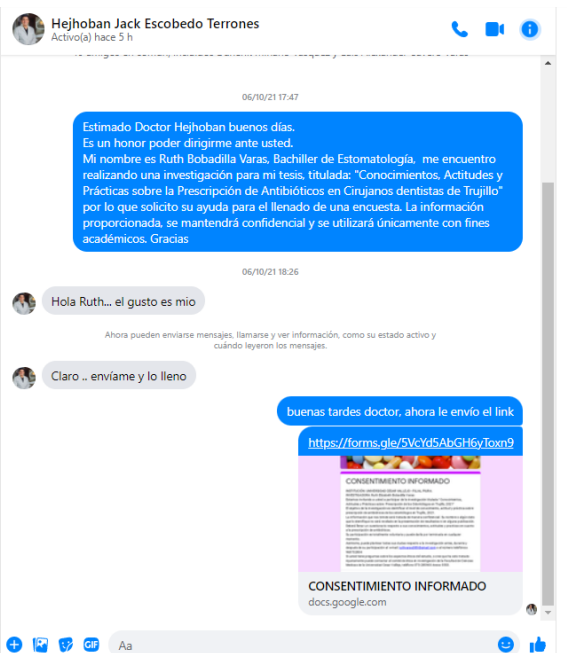 Hejhoban Jack Escobedo Terrones
Activo(a) hace 5 h
06/10/21 17:47
Estimado Doctor Hejhoban buenos días.
Es un honor poder dirigirme ante usted.
Mi nombre es Ruth Bobadilla Varas, Bachiller de Estomatología, me encuentro
realizando una investigación para mi tesis, titulada: "Conocimientos, Actitudes y
Prácticas sobre la Prescripción de Antibióticos en Cirujanos dentistas de Trujillo"
por lo que solicito su ayuda para el llenado de una encuesta. La información
proporcionada, se mantendrá confidencial y se utilizará únicamente con fines
académicos. Gracias
06/10/21 18:26
Hola Ruth... el gusto es mio
Ahora pueden enviarse mensajes, llamarse y ver información, como su estado activo y
cuándo leyeron los mensajes.
Claro .. envíame y lo lleno
buenas tardes doctor, ahora le envío el link
https://forms.gle/5VcYd5AbGH6yToxn9
CONSENTIMIENTO INFORMADO
CONSENTIMIENTO INFORMADO
docs.google.com
GIF
Aa